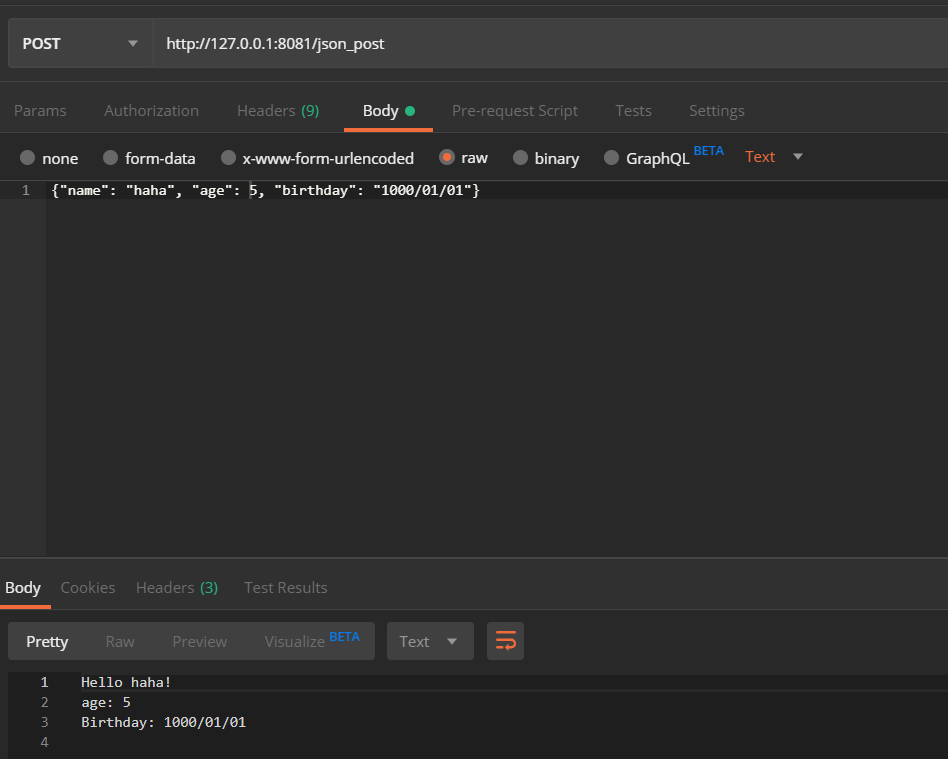 POST http://127.0.0.1:8081/json_post
Params Authorization Headers (9) Body Pre-request Script Tests Settings
none form-data x-www-form-urlencoded raw binary GraphQL BETA Text
1 {"name": "haha", "age": 5, "birthday": "1000/01/01"}
Body Cookies Headers (3) Test Results
Pretty Raw Preview Visualize BETA Text
1 Hello haha!
2 age: 5
3 Birthday: 1000/01/01
4